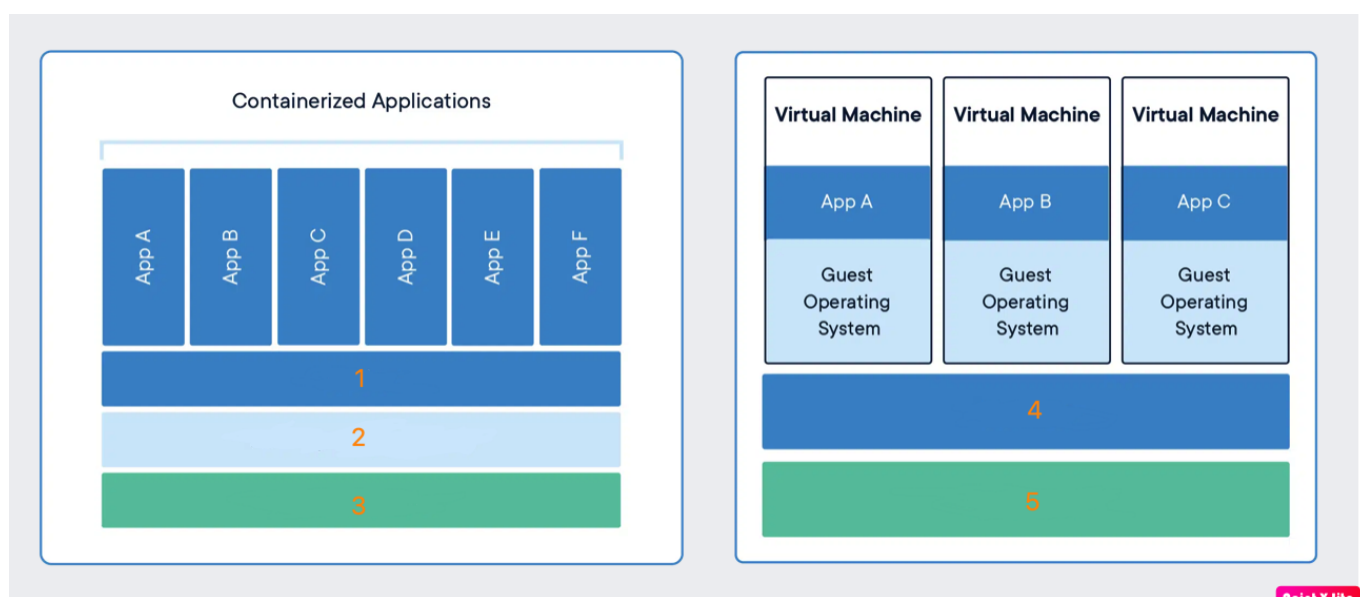 Containerized Applications
App A
App B
App C
App D
App E
App F
1
2
3
Virtual Machine
App A
Guest
Operating
System
Virtual Machine
App B
Guest
Operating
System
Virtual Machine
App C
Guest
Operating
System
4
5